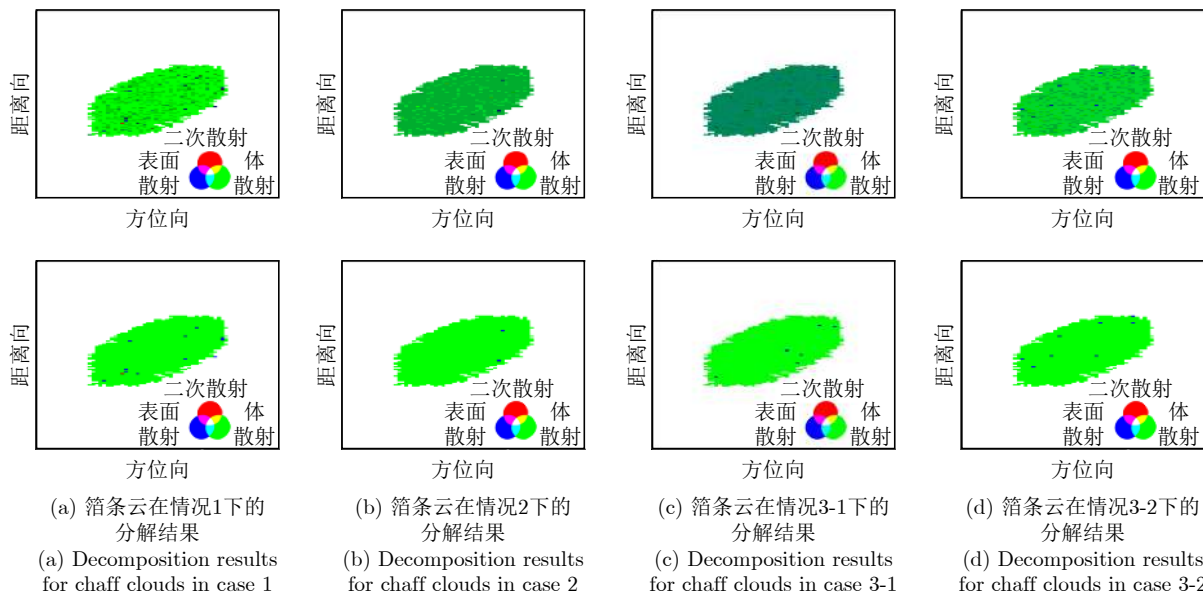 距离向
二次散射
表面
散射
体
散射
方位向
距离向
二次散射
表面
散射
体
散射
方位向
距离向
二次散射
表面
散射
体
散射
方位向
距离向
二次散射
表面
散射
体
散射
方位向
距离向
二次散射
表面
散射
体
散射
方位向
距离向
二次散射
表面
散射
体
散射
方位向
距离向
二次散射
表面
散射
体
散射
方位向
距离向
二次散射
表面
散射
体
散射
方位向
(a) 箔条云在情况1下的
分解结果
(a) Decomposition results
for chaff clouds in case 1
(b) 箔条云在情况2下的
分解结果
(b) Decomposition results
for chaff clouds in case 2
(c) 箔条云在情况3-1下的
分解结果
(c) Decomposition results
for chaff clouds in case 3-1
(d) 箔条云在情况3-2下的
分解结果
(d) Decomposition results
for chaff clouds in case 3-2